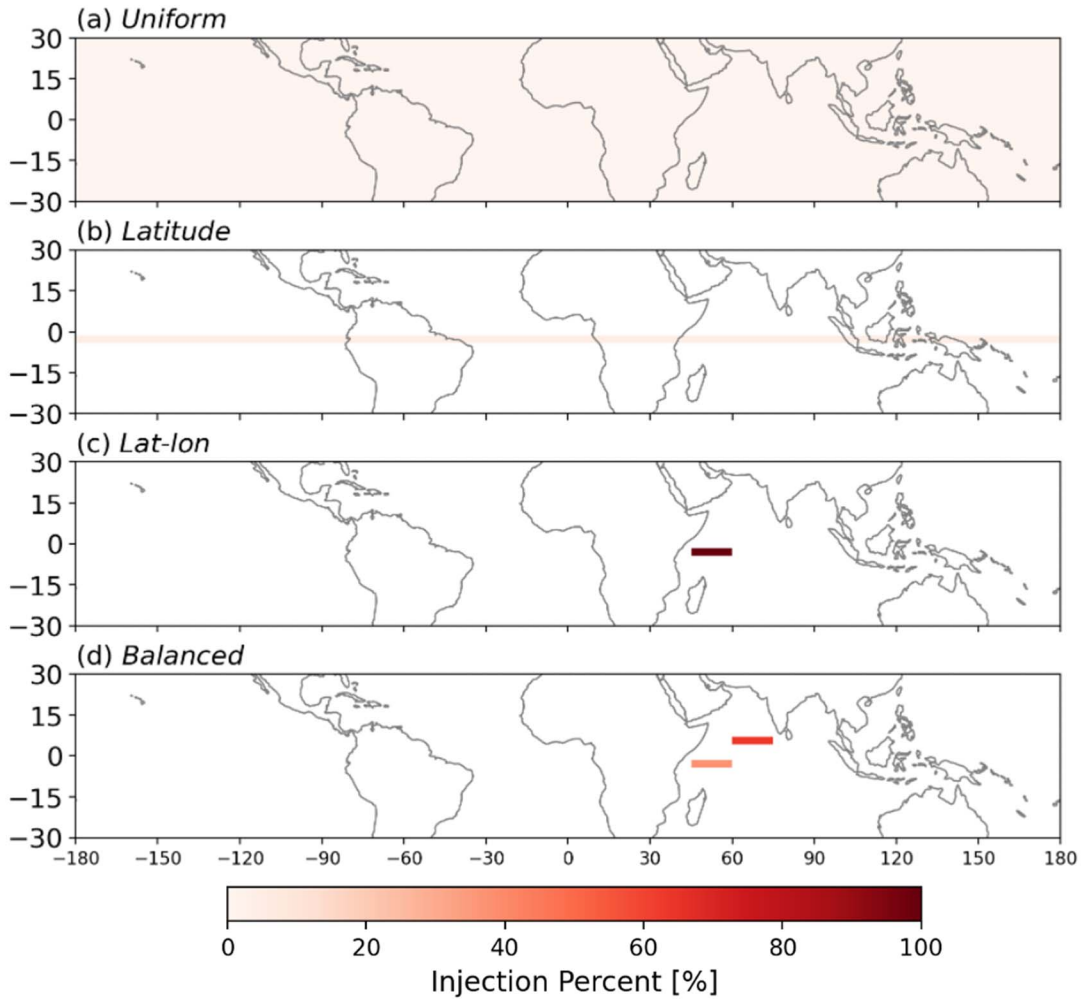 (a) Uniform
30
15
0
−15
−30
(b) Latitude
30
15
0
−15
−30
(c) Lat-lon
30
15
0
−15
−30
(d) Balanced
30
15
0
−15
−30
−180 −150 −120 −90 −60 −30 0 30 60 90 120 150 180
0 20 40 60 80 100
Injection Percent [%]